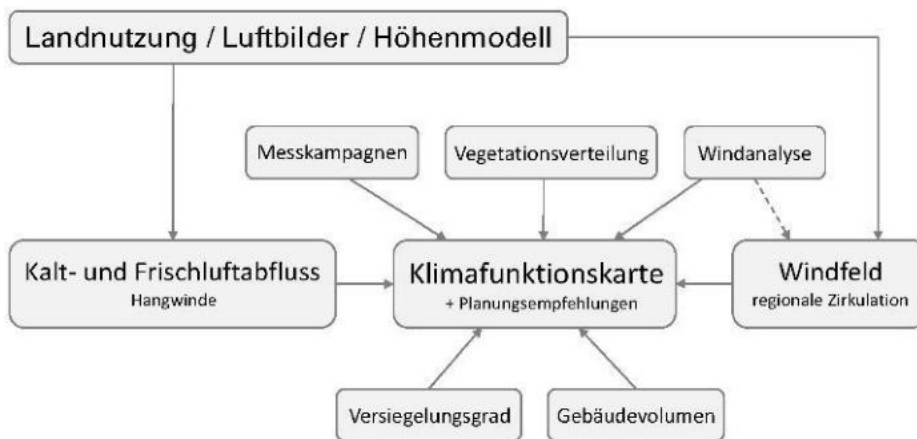 Landnutzung / Luftbilder / Höhenmodell
Messkampagnen
Vegetationsverteilung
Windanalyse
Kalt- und Frischluftabfluss
Hangwinde
Klimafunktionskarte
+ Planungsempfehlungen
Windfeld
regionale Zirkulation
Versiegelungsgrad
Gebäudevolumen